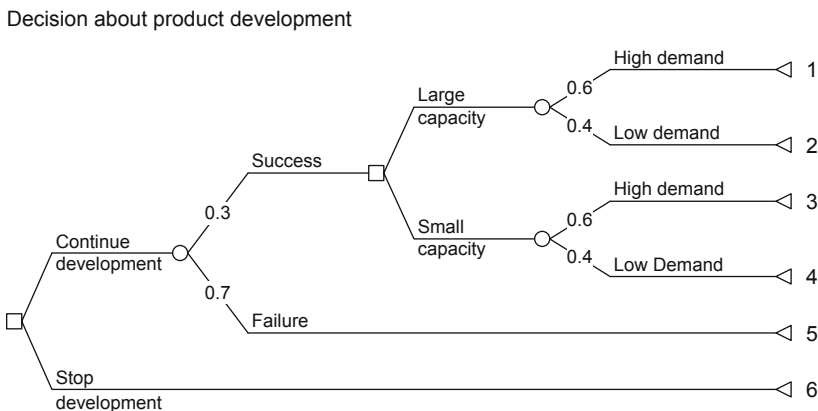 Decision about product development
High demand
1
0.6
Large
capacity
0.4
Low demand
2
Success
High demand
3
0.3
0.6
Small
capacity
Continue
development
0.4
Low Demand
4
0.7
Failure
5
Stop
development
6